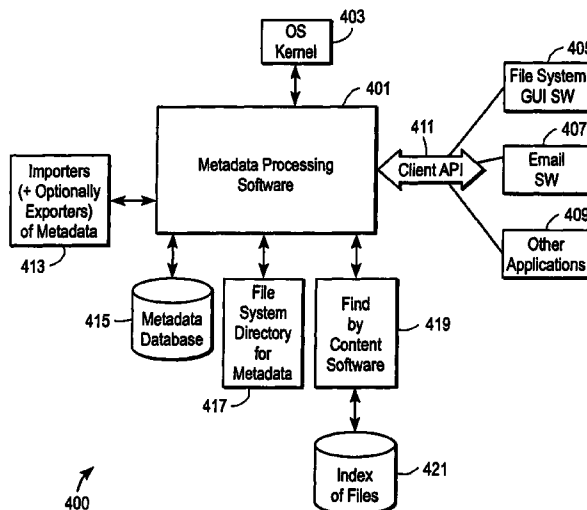 OS
Kernel
403
401
Metadata Processing
Software
411
Client API
405
File System
GUI SW
407
Email
SW
409
Other
Applications
Importers
(+ Optionally
Exporters)
of Metadata
413
415
Metadata
Database
File
System
Directory
for
Metadata
417
Find
by
Content
Software
419
Index
of Files
421
400